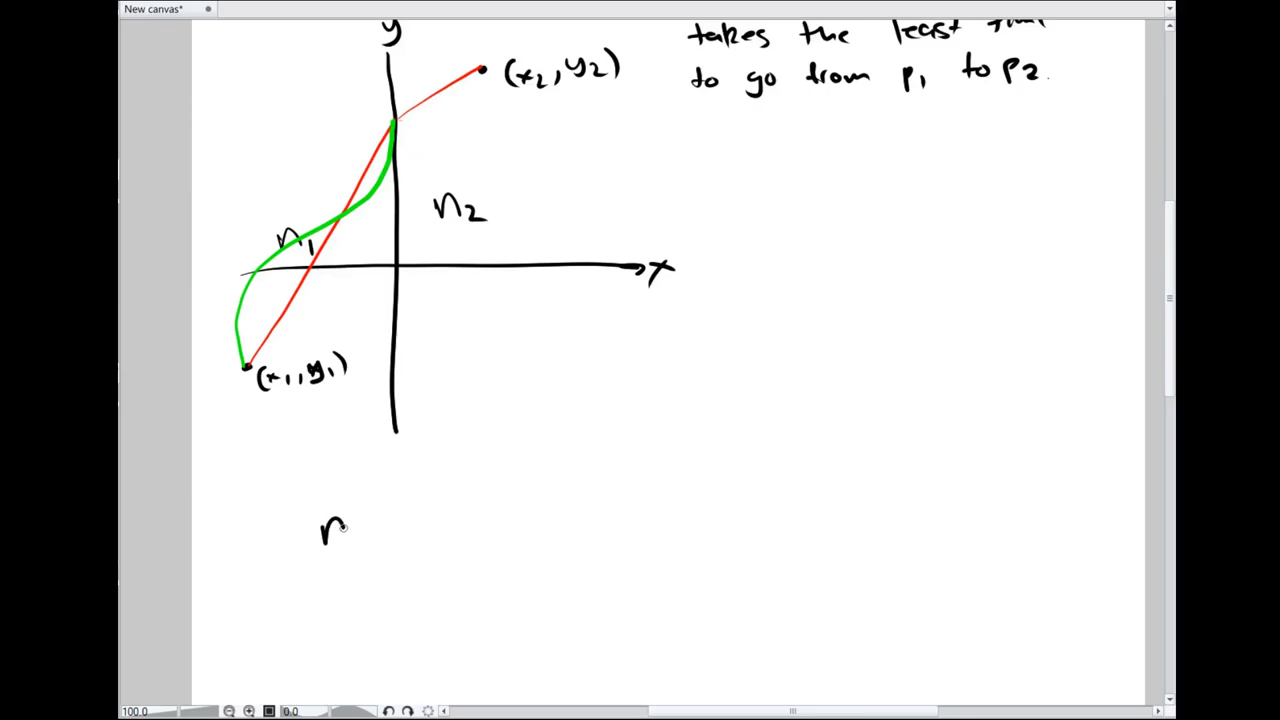 New canvas*
y
takes the least time
(x2, y2)
to go from p1 to p2.
n2
n1
x
(x1, y1)
n
100.0
0.0